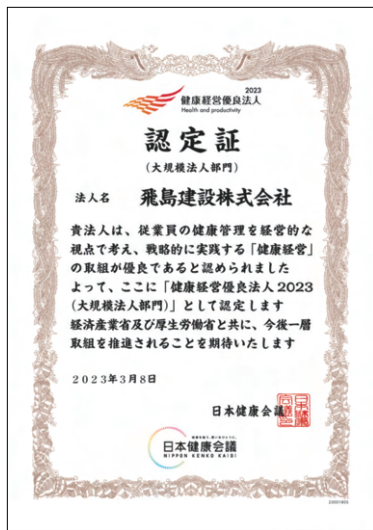 2023
健康経営優良法人
Health and productivity
認定証
(大規模法人部門)
法人名 飛島建設株式会社
貴法人は、従業員の健康管理を経営的な
視点で考え、戦略的に実践する「健康経営」
の取組が優良であると認められました
よって、ここに「健康経営優良法人2023
(大規模法人部門)」として認定します
経済産業省及び厚生労働省と共に、今後一層
取組を推進されることを期待いたします
2023年3月8日
日本健康会議
日本健康会議
NIPPON KENKO KAIGI